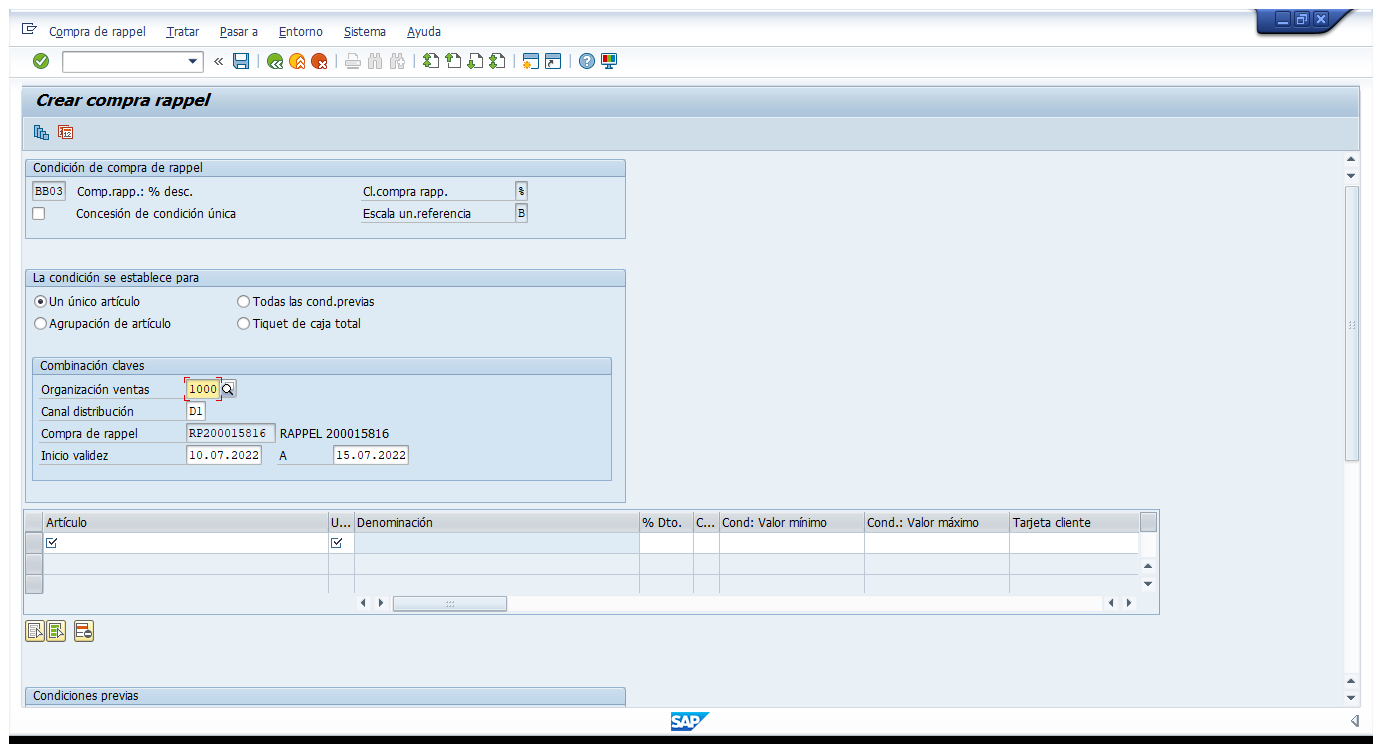 Compra de rappel Tratar Pasar a Entorno Sistema Ayuda
Crear compra rappel
Condición de compra de rappel
BB03 Comp.rapp.: % desc. Cl.compra rapp. %
Concesión de condición única Escala un.referencia B
La condición se establece para
Un único artículo Todas las cond.previas
Agrupación de artículo Tiquet de caja total
Combinación claves
Organización ventas 1000
Canal distribución D1
Compra de rappel RP200015816 RAPPEL 200015816
Inicio validez 10.07.2022 A 15.07.2022
Artículo U... Denominación % Dto. C... Cond: Valor mínimo Cond.: Valor máximo Tarjeta cliente
Condiciones previas
SAP